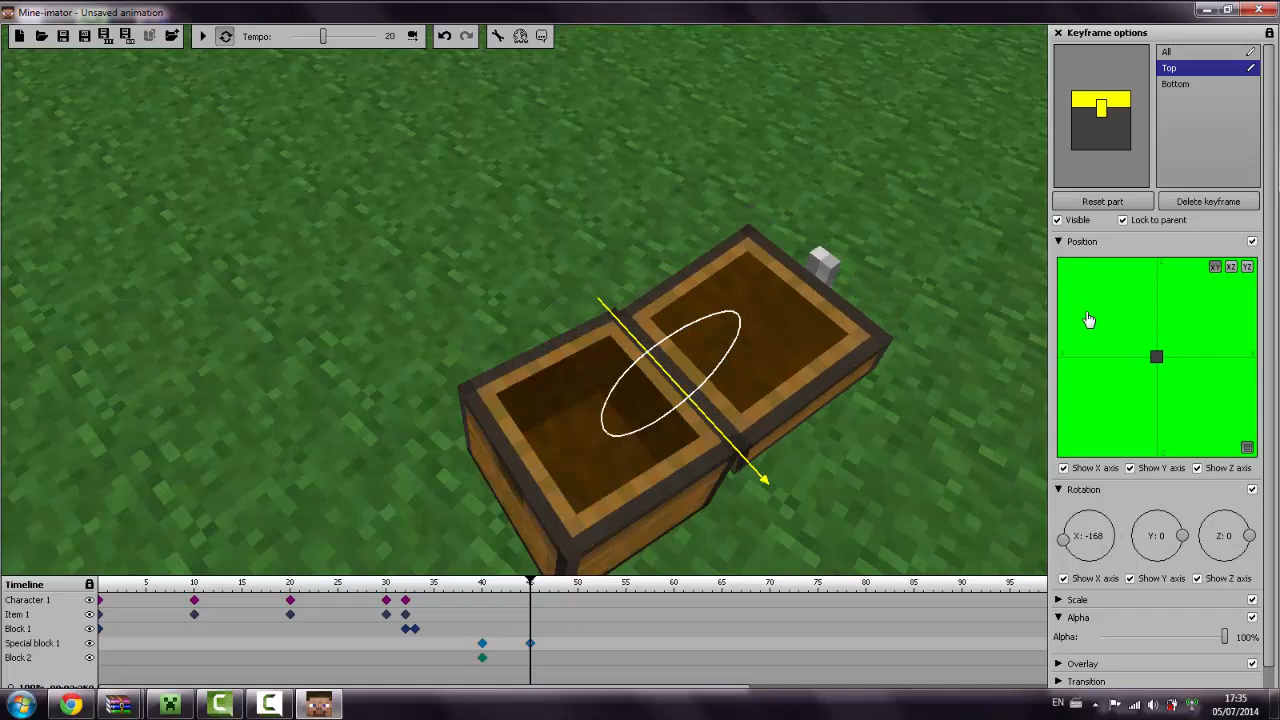 Mine-imator - Unsaved animation
Tempo:
20
Keyframe options
All
Top
Bottom
Reset part
Delete keyframe
Visible
Lock to parent
Position
XY
XZ
YZ
Show X axis
Show Y axis
Show Z axis
Rotation
X: -168
Y: 0
Z: 0
Show X axis
Show Y axis
Show Z axis
Scale
Alpha
Alpha:
100%
Overlay
Transition
Timeline
5 10 15 20 25 30 35 40 50 55 60 65 70 75 80 85 90 95
Character 1
Item 1
Block 1
Special block 1
Block 2
EN
17:35
05/07/2014